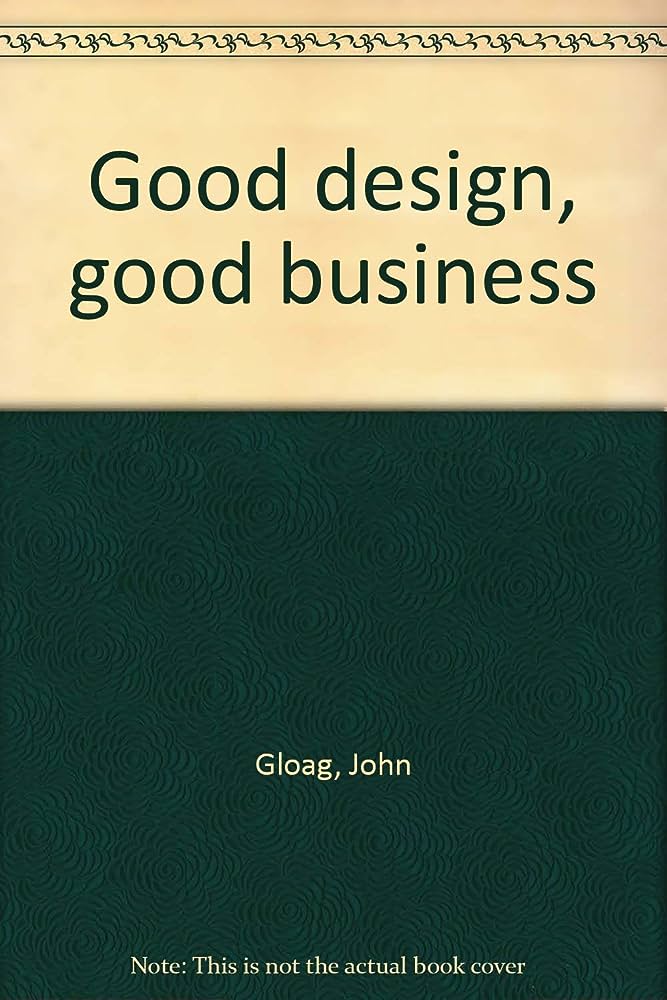 Good design,
good business
Gloag, John
Note: This is not the actual book cover